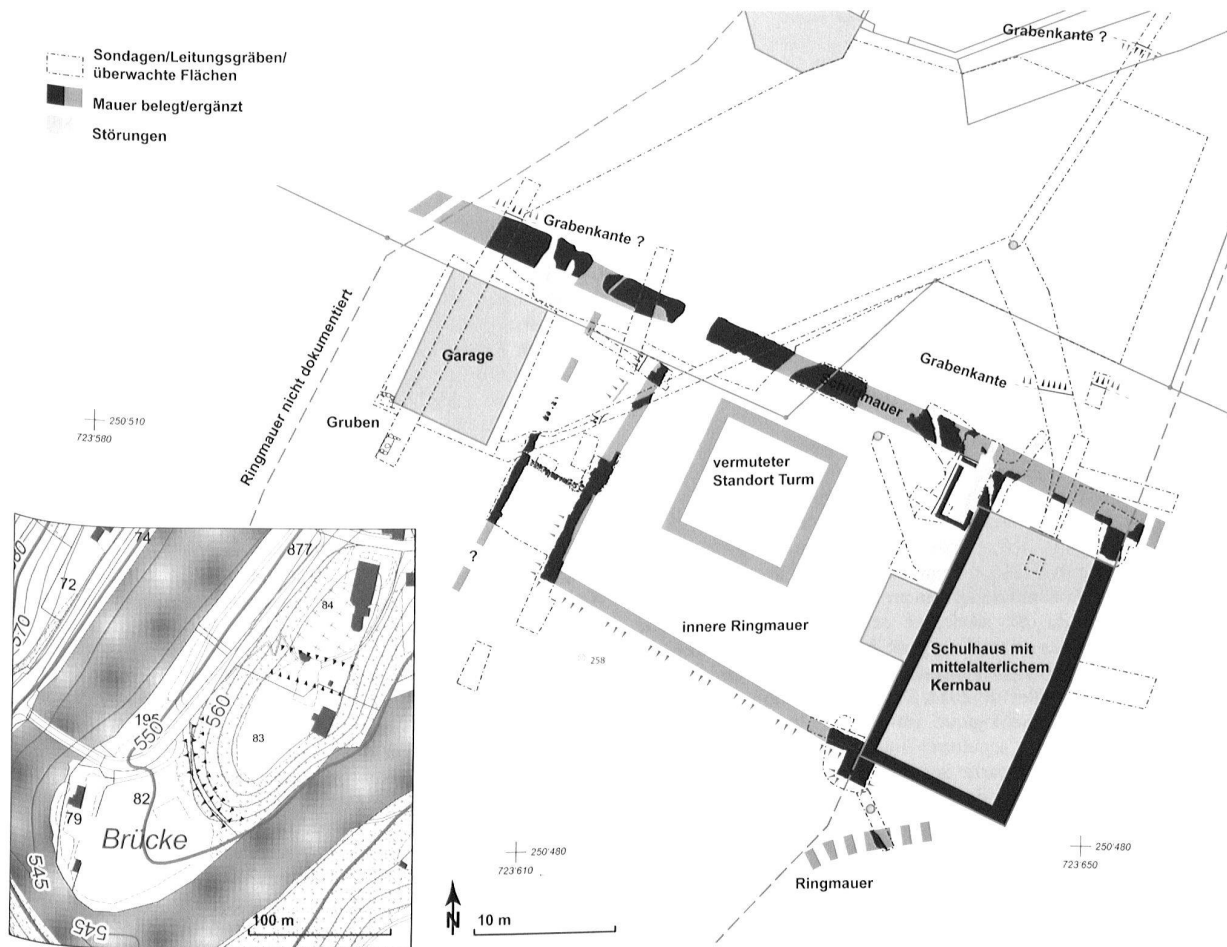 Sondagen/Leitungsgräben/
überwachte Flächen
Mauer belegt/ergänzt
Störungen
Grabenkante ?
Grabenkante ?
Ringmauer nicht dokumentiert
Garage
Gruben
250'510
723'580
Schildmauer
Grabenkante
vermuteter
Standort Turm
?
innere Ringmauer
258
Schulhaus mit
mittelalterlichem
Kernbau
Ringmauer
250'480
723'610
250'480
723'650
N
10 m
74
877
72
570
84
560
195
550
83
82
79
Brücke
545
545
100 m